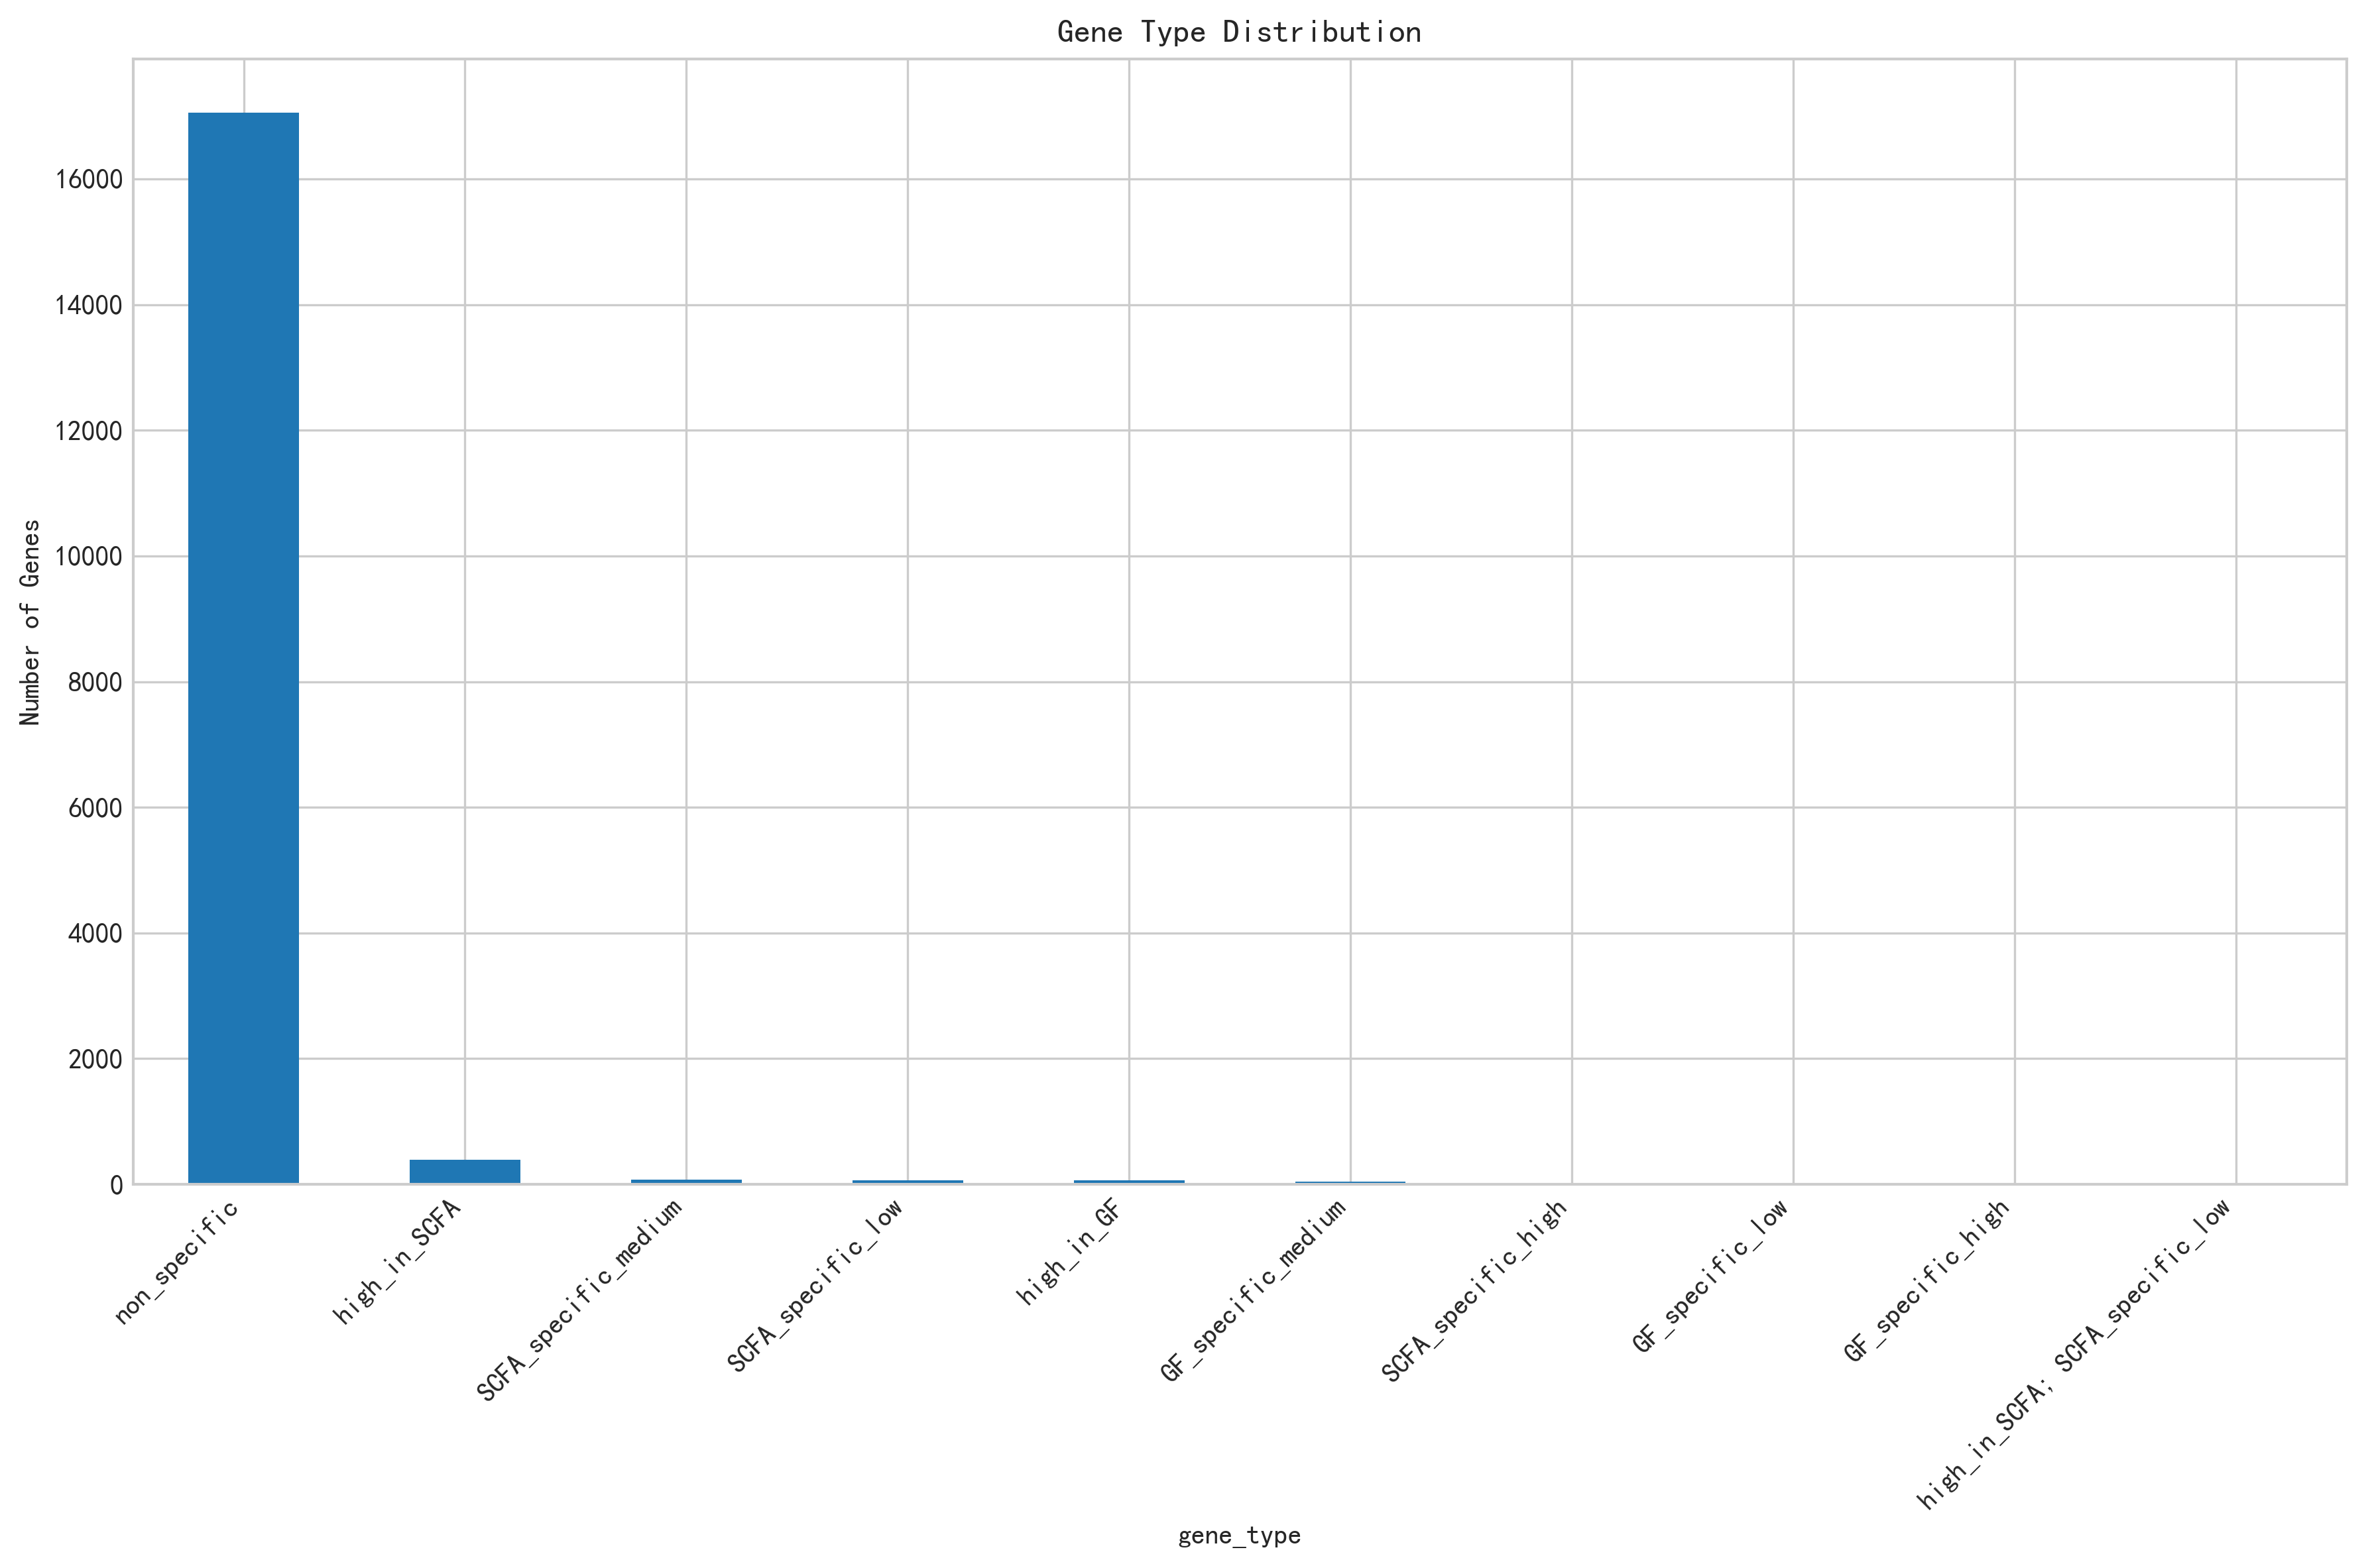 Gene Type Distribution
Number of Genes
16000
14000
12000
10000
8000
6000
4000
2000
0
non_specific
high_in_SCFA
SCFA_specific_medium
SCFA_specific_low
high_in_GF
GF_specific_medium
SCFA_specific_high
GF_specific_low
GF_specific_high
high_in_SCFA; SCFA_specific_low
gene_type